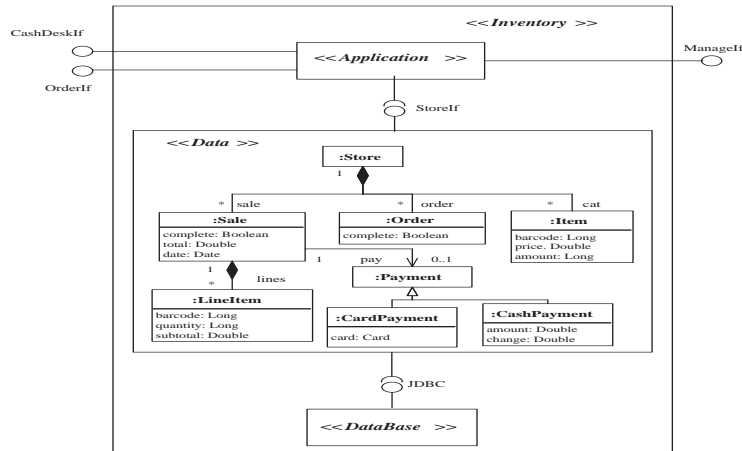 <<Inventory >>
CashDeskIf
<<Application >>
ManageIf
OrderIf
StoreIf
<<Data >>
:Store
1
* sale
* order
* cat
:Sale
complete: Boolean
total: Double
date: Date
:Order
complete: Boolean
:Item
barcode: Long
price. Double
amount: Long
1 pay 0..1
1
* lines
:Payment
:LineItem
barcode: Long
quantity: Long
subtotal: Double
:CardPayment
card: Card
:CashPayment
amount: Double
change: Double
JDBC
<<DataBase >>